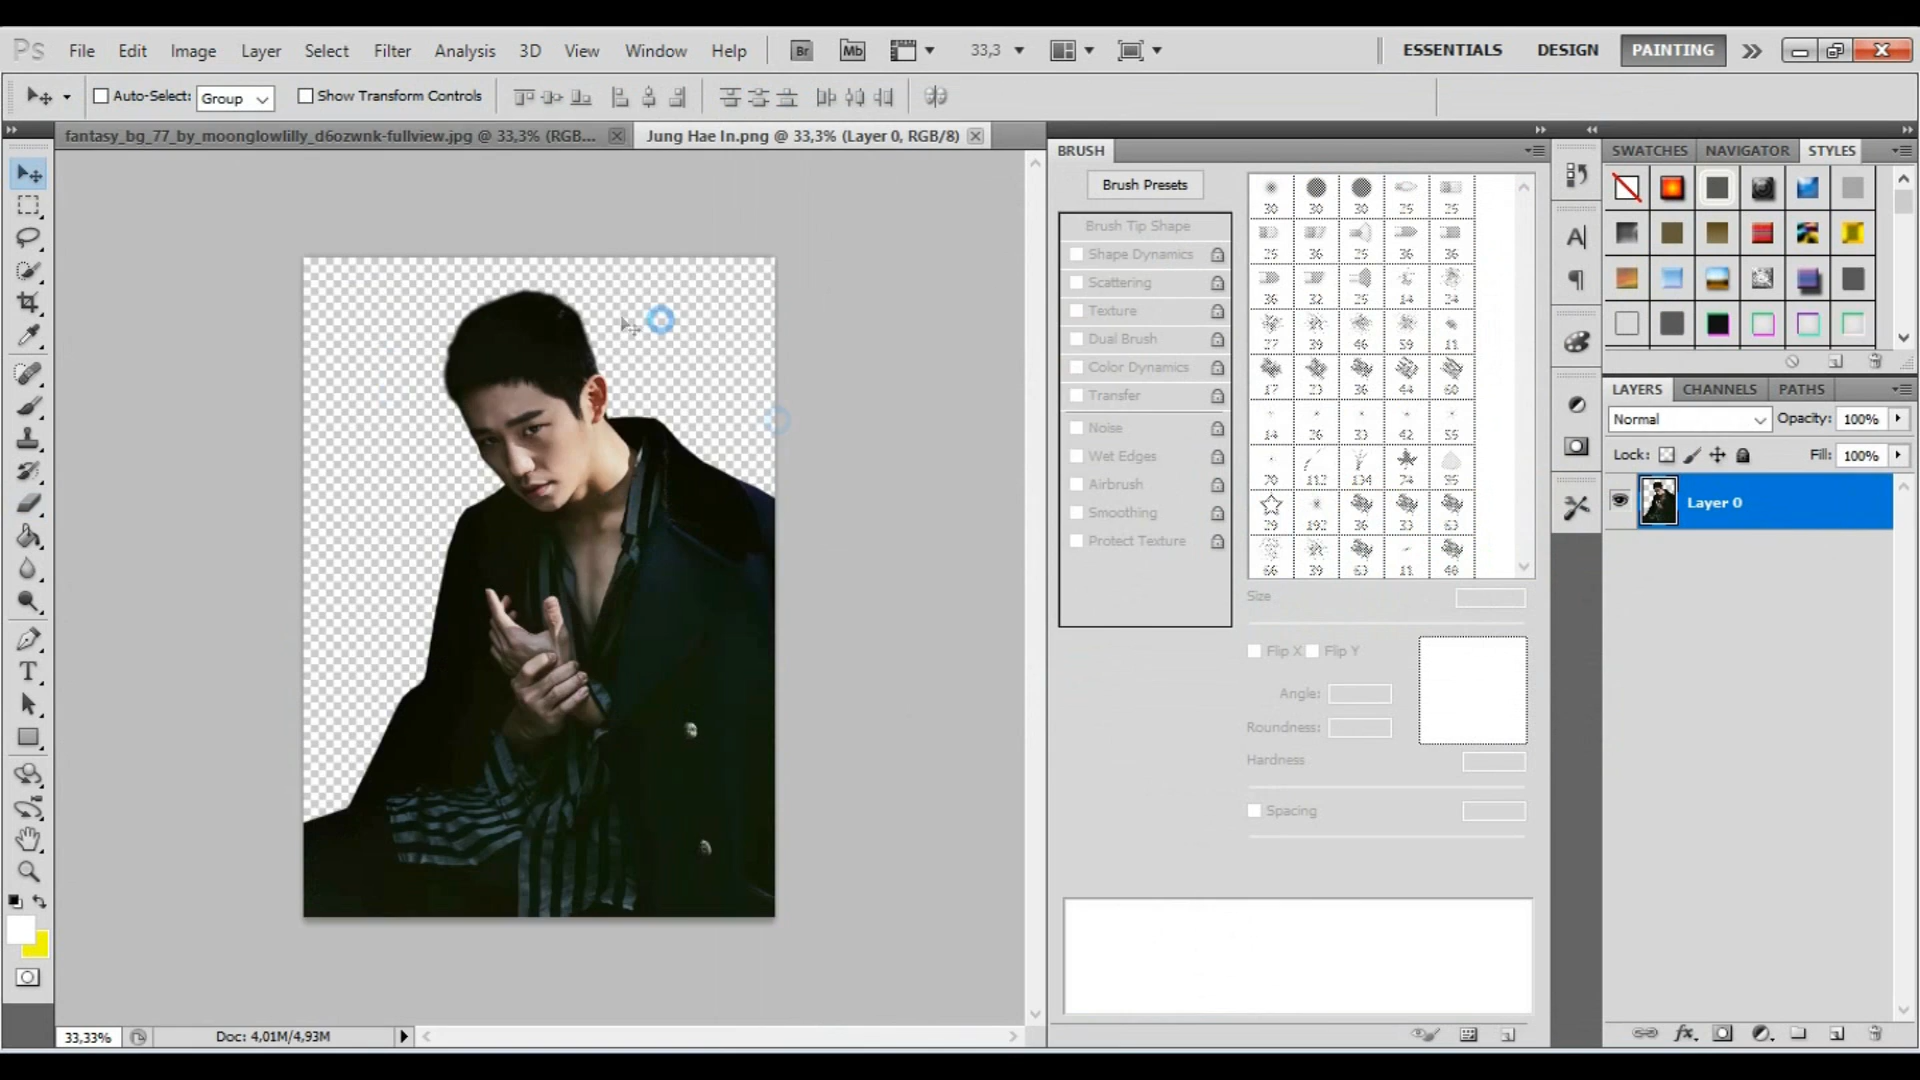 Ps File Edit Image Layer Select Filter Analysis 3D View Window Help Br Mb 33,3 ESSENTIALS DESIGN PAINTING
Auto-Select: Group Show Transform Controls
fantasy_bg_77_by_moonglowlilly_d6ozwnk-fullview.jpg @ 33,3% (RGB... Jung Hae In.png @ 33,3% (Layer 0, RGB/8)
BRUSH
Brush Presets
Brush Tip Shape
Shape Dynamics
Scattering
Texture
Dual Brush
Color Dynamics
Transfer
Noise
Wet Edges
Airbrush
Smoothing
Protect Texture
30 30 30 25 25
25 36 25 36 36
36 32 25 14 24
27 39 46 59 11
17 23 36 44 60
14 26 33 42 55
70 112 134 74 95
29 192 36 33 63
66 39 63 11 48
Size
Flip X Flip Y
Angle:
Roundness:
Hardness
Spacing
SWATCHES NAVIGATOR STYLES
LAYERS CHANNELS PATHS
Normal Opacity: 100%
Lock: Fill: 100%
Layer 0
33,33% Doc: 4,01M/4,93M